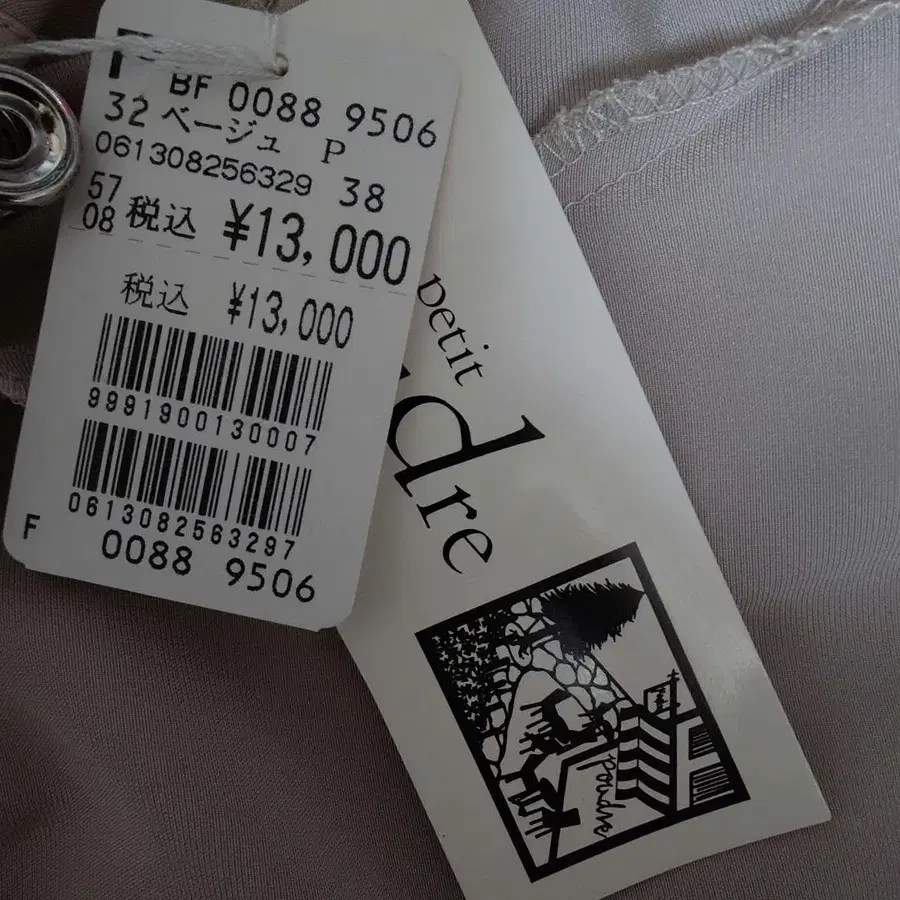 BF 0088 9506
32 ベージュ P
061308256329 38
57
08 税込 ¥13,000
税込 ¥13,000
9991900130007
0613082563297
F
0088 9506
petit
dre
poudre